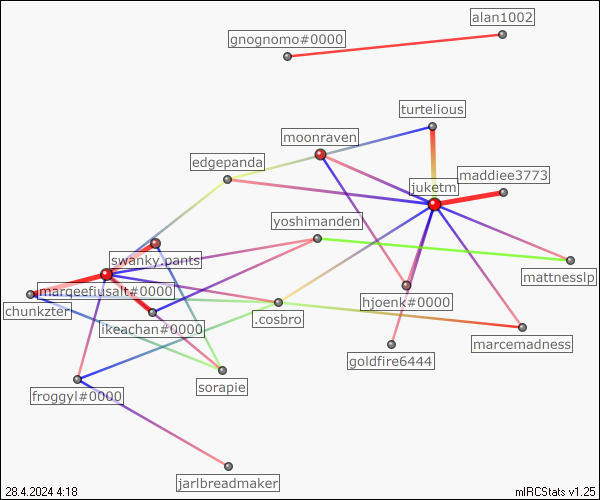 alan1002
gnognomo#0000
turtelious
moonraven
edgepanda
maddiee3773
juketm
yoshimanden
swanky.pants
mattnesslp
marqeefiusalt#0000
hjoenk#0000
chunkzter
.cosbro
ikeachan#0000
marcemadness
goldfire6444
sorapie
froggyl#0000
jarlbreadmaker
28.4.2024 4:18
mIRCStats v1.25